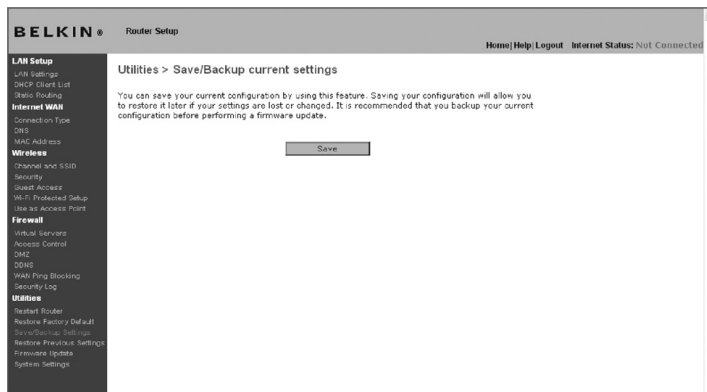 BELKIN®
Router Setup
Home|Help|Logout Internet Status: Not Connected
LAN Setup
LAN Settings
DHCP Client List
Static Routing
Internet WAN
Connection Type
DNS
MAC Address
Wireless
Channel and SSID
Security
Guest Access
Wi-Fi Protected Setup
Use as Access Point
Firewall
Virtual Servers
Access Control
DMZ
DDNS
WAN Ping Blocking
Security Log
Utilities
Restart Router
Restore Factory Default
Save/Backup Settings
Restore Previous Settings
Firmware Update
System Settings
Utilities > Save/Backup current settings
You can save your current configuration by using this feature. Saving your configuration will allow you
to restore it later if your settings are lost or changed. It is recommended that you backup your current
configuration before performing a firmware update.
Save